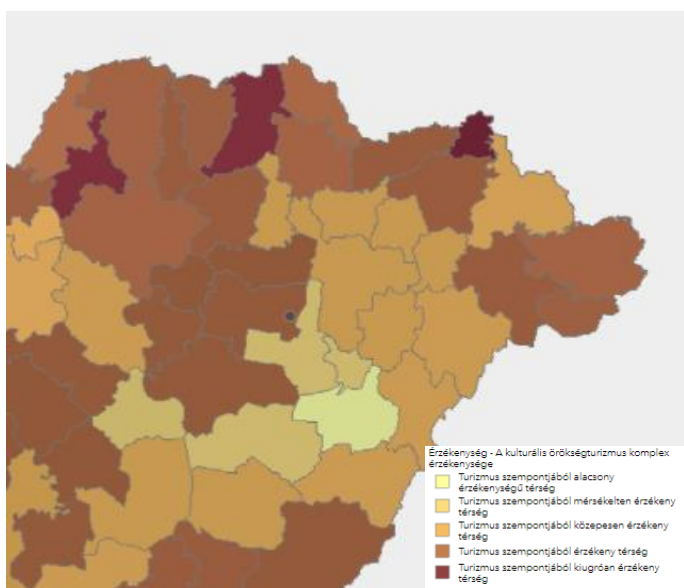 Érzékenység - A kulturális örökségturizmus komplex
érzékenysége
Turizmus szempontjából alacsony
érzékenységű térség
Turizmus szempontjából mérsékelten érzékeny
térség
Turizmus szempontjából közepesen érzékeny
térség
Turizmus szempontjából érzékeny térség
Turizmus szempontjából kiugróan érzékeny
térség